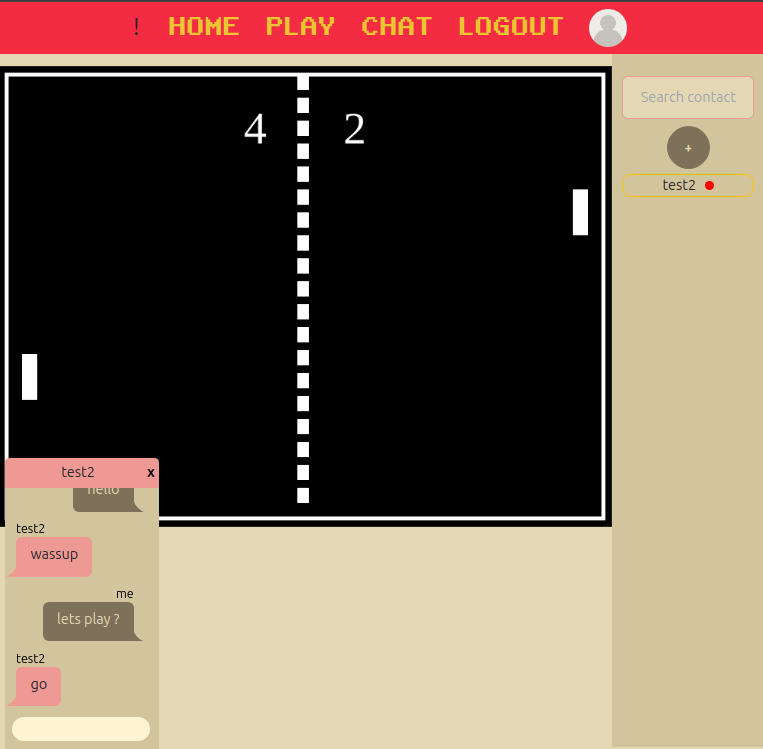 ! HOME PLAY CHAT LOGOUT
4 2
Search contact
+
test2
test2 x
hello
test2
wassup
me
lets play ?
test2
go